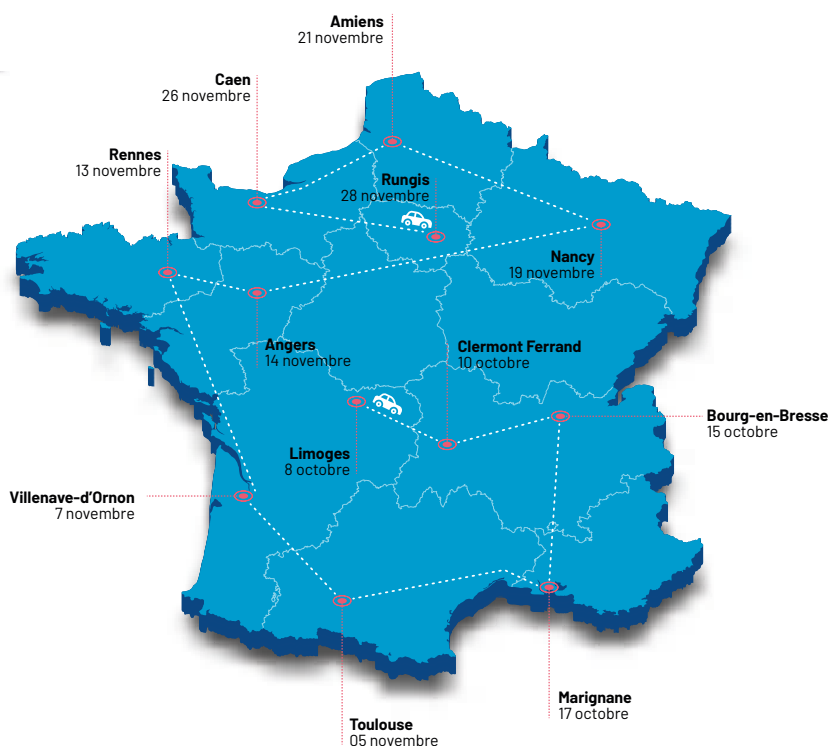 Amiens
21 novembre
Caen
26 novembre
Rennes
13 novembre
Rungis
28 novembre
Nancy
19 novembre
Angers
14 novembre
Clermont Ferrand
10 octobre
Bourg-en-Bresse
15 octobre
Limoges
8 octobre
Villenave-d'Ornon
7 novembre
Marignane
17 octobre
Toulouse
05 novembre